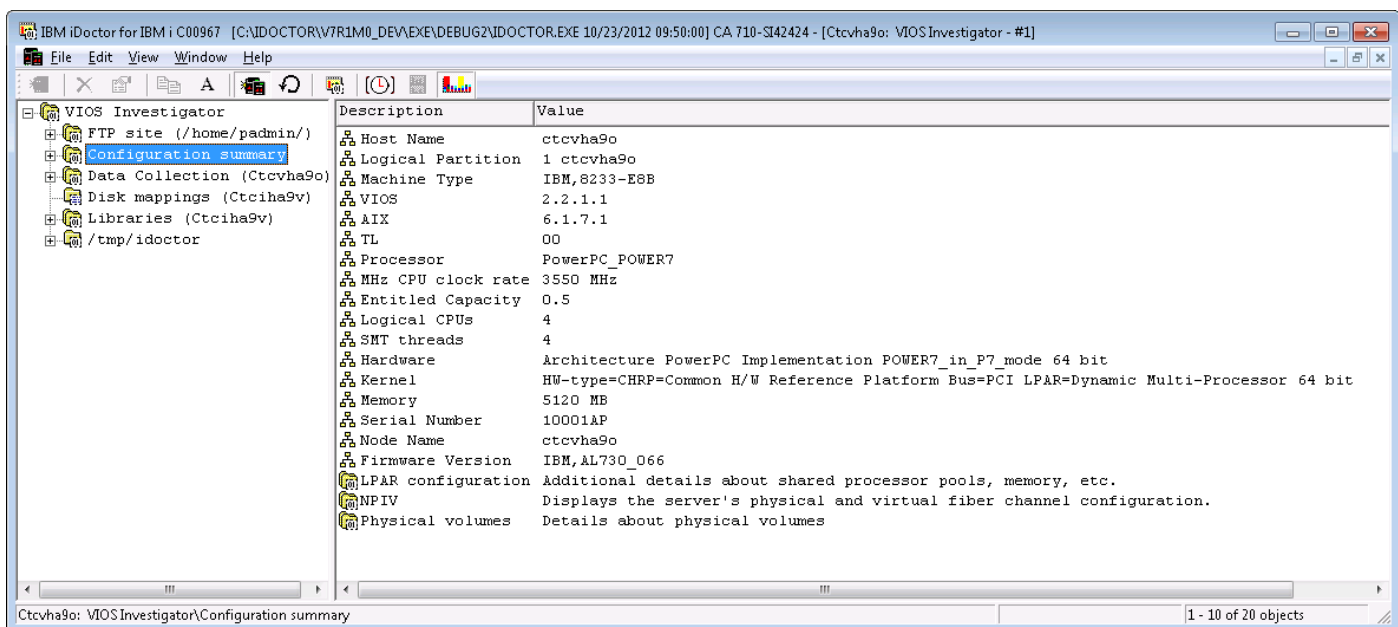 IBM iDoctor for IBM i C00967 [C:\IDOCTOR\V7R1M0_DEV\EXE\DEBUG2\IDOCTOR.EXE 10/23/2012 09:50:00] CA 710-SI42424 - [Ctcvha9o: VIOS Investigator - #1]
File Edit View Window Help
A
VIOS Investigator
FTP site (/home/padmin/)
Configuration summary
Data Collection (Ctcvha9o)
Disk mappings (Ctciha9v)
Libraries (Ctciha9v)
/tmp/idoctor
Description Value
Host Name ctcvha9o
Logical Partition 1 ctcvha9o
Machine Type IBM,8233-E8B
VIOS 2.2.1.1
AIX 6.1.7.1
TL 00
Processor PowerPC_POWER7
MHz CPU clock rate 3550 MHz
Entitled Capacity 0.5
Logical CPUs 4
SMT threads 4
Hardware Architecture PowerPC Implementation POWER7_in_P7_mode 64 bit
Kernel HW-type=CHRP=Common H/W Reference Platform Bus=PCI LPAR=Dynamic Multi-Processor 64 bit
Memory 5120 MB
Serial Number 10001AP
Node Name ctcvha9o
Firmware Version IBM,AL730_066
LPAR configuration Additional details about shared processor pools, memory, etc.
NPIV Displays the server's physical and virtual fiber channel configuration.
Physical volumes Details about physical volumes
Ctcvha9o: VIOS Investigator\Configuration summary
1 - 10 of 20 objects